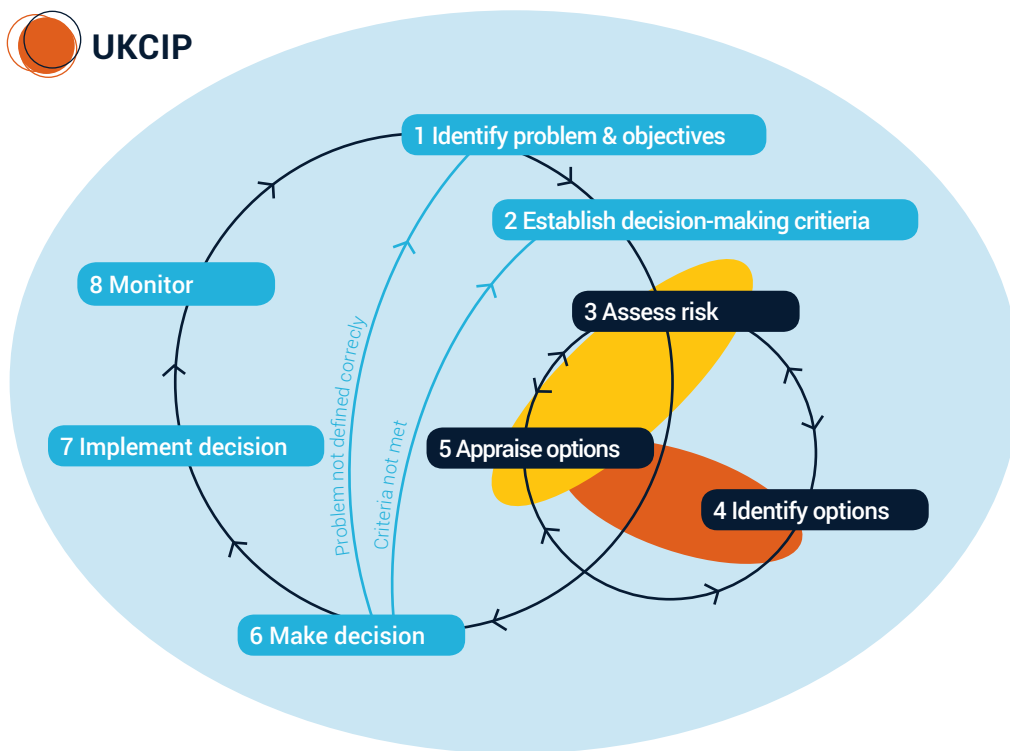 UKCIP
1 Identify problem & objectives
2 Establish decision-making critieria
3 Assess risk
4 Identify options
5 Appraise options
6 Make decision
7 Implement decision
8 Monitor
Problem not defined correcly
Criteria not met